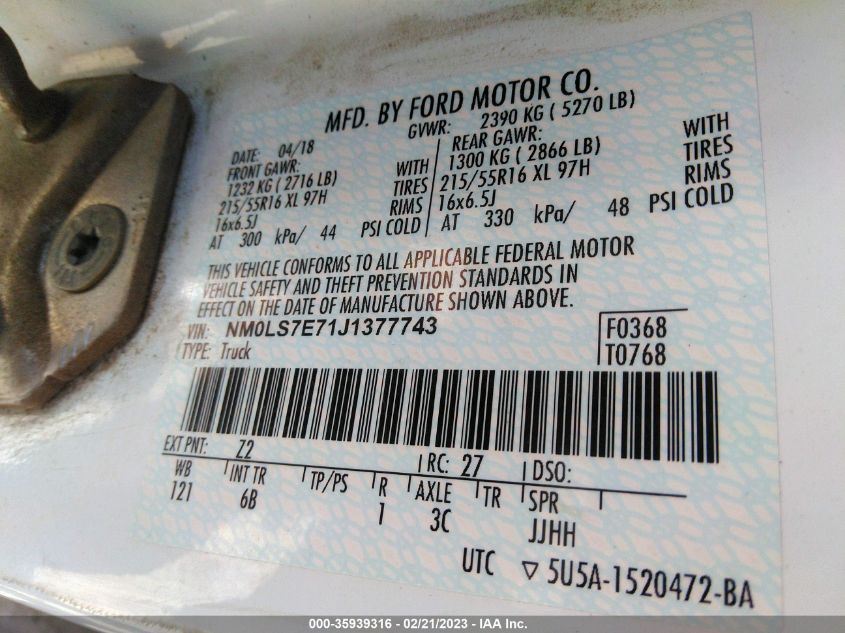 MFD. BY FORD MOTOR CO.
DATE: 04/18 GVWR: 2390 KG ( 5270 LB)
FRONT GAWR: REAR GAWR:
1232 KG ( 2716 LB) WITH 1300 KG ( 2866 LB) WITH
215/55R16 XL 97H TIRES 215/55R16 XL 97H TIRES
16x6.5J RIMS 16x6.5J RIMS
AT 300 kPa/ 44 PSI COLD AT 330 kPa/ 48 PSI COLD
THIS VEHICLE CONFORMS TO ALL APPLICABLE FEDERAL MOTOR
VEHICLE SAFETY AND THEFT PREVENTION STANDARDS IN
EFFECT ON THE DATE OF MANUFACTURE SHOWN ABOVE.
VIN: NM0LS7E71J1377743 F0368
TYPE: Truck T0768
EXT PNT: Z2 RC: 27 DSO:
WB INT TR TP/PS R AXLE TR SPR
121 6B 1 3C JJHH
UTC ▽ 5U5A-1520472-BA
000-35939316 - 02/21/2023 - © IAA Inc.